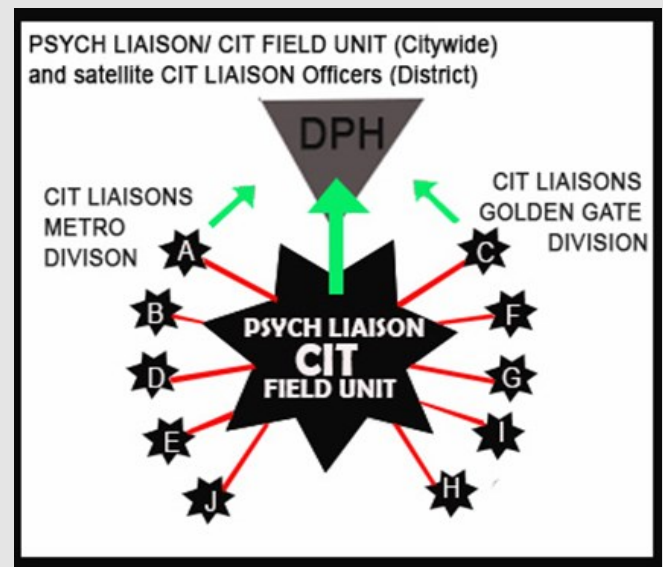 PSYCH LIAISON/ CIT FIELD UNIT (Citywide)
and satellite CIT LIAISON Officers (District)
DPH
CIT LIAISONS
METRO
DIVISON
CIT LIAISONS
GOLDEN GATE
DIVISION
A
B
D
E
J
C
F
G
I
H
PSYCH LIAISON
CIT
FIELD UNIT